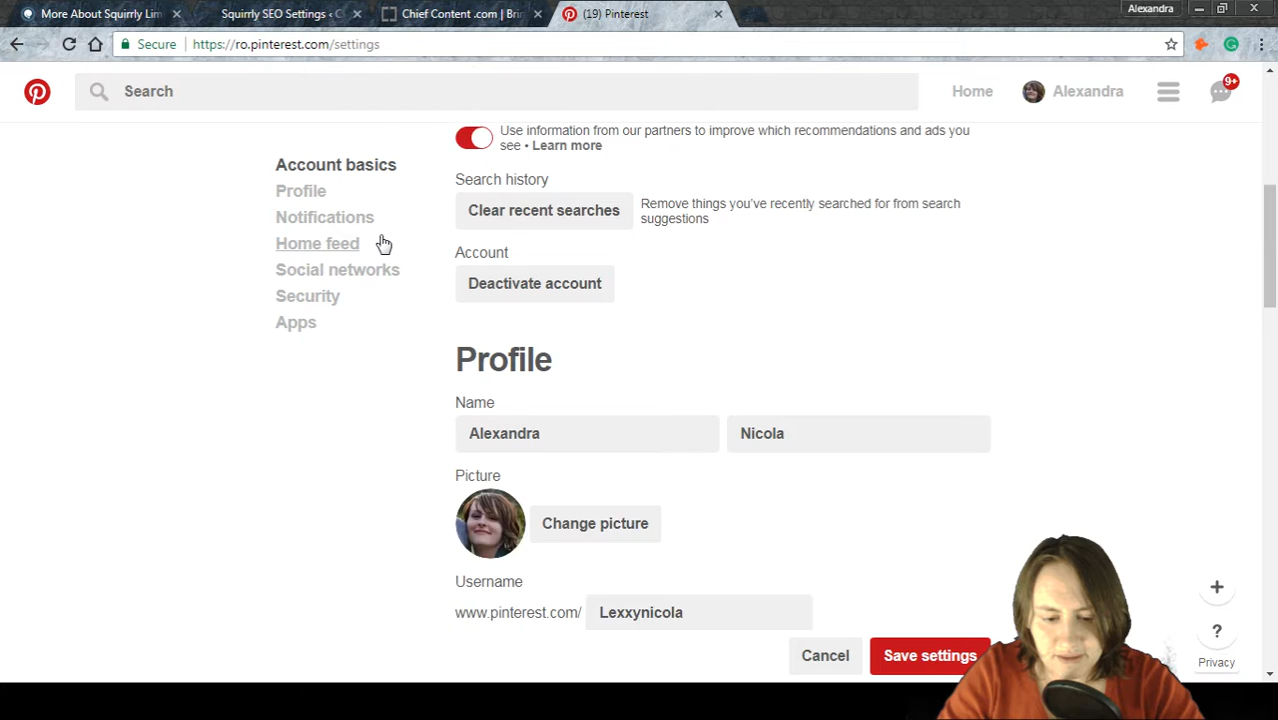 More About Squirrly Lim
Squirrly SEO Settings ‹ C
Chief Content .com | Bri
(19) Pinterest
Alexandra
Secure
https://ro.pinterest.com/settings
Search
Home
Alexandra
9+
Account basics
Profile
Notifications
Home feed
Social networks
Security
Apps
Use information from our partners to improve which recommendations and ads you
see • Learn more
Search history
Clear recent searches
Remove things you've recently searched for from search
suggestions
Account
Deactivate account
Profile
Name
Alexandra
Nicola
Picture
Change picture
Username
www.pinterest.com/
Lexxynicola
Cancel
Save settings
+
?
Privacy